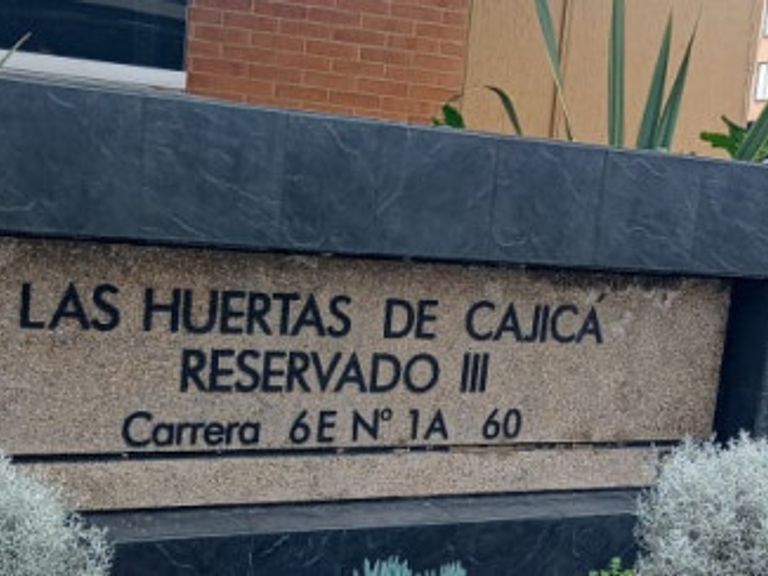 LAS HUERTAS DE CAJICÁ
RESERVADO III
Carrera 6E Nº 1A 60